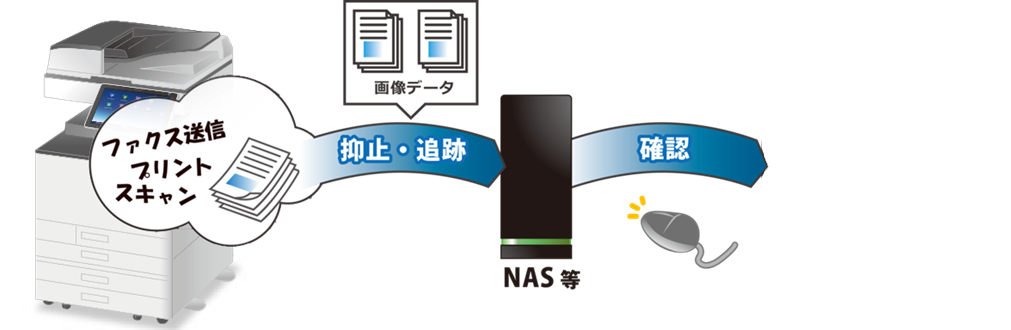 画像データ
ファクス送信
プリント
スキャン
抑止・追跡
確認
NAS 等